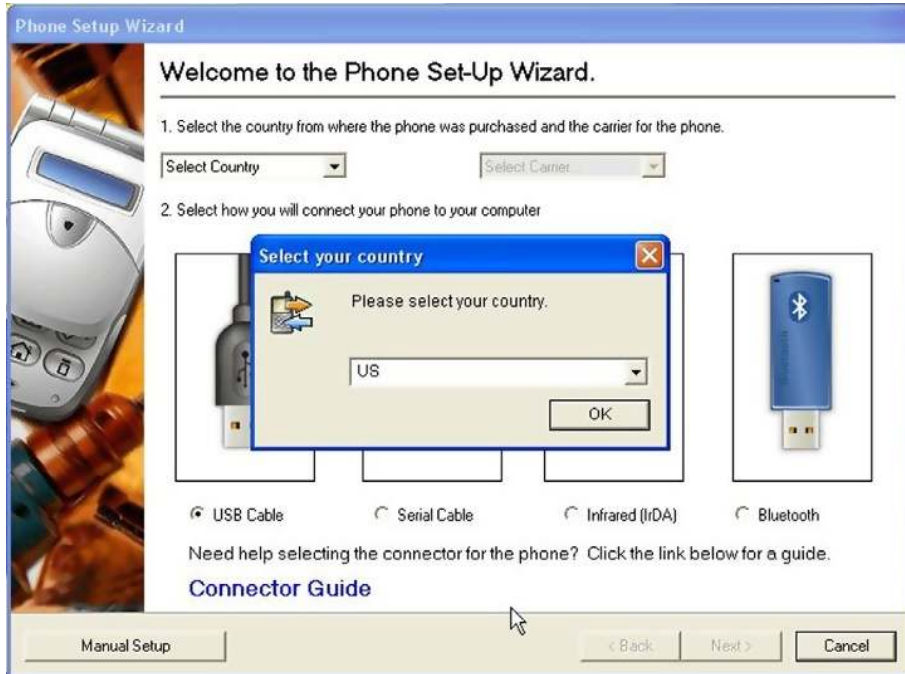 Phone Setup Wizard
Welcome to the Phone Set-Up Wizard.
1. Select the country from where the phone was purchased and the carrier for the phone.
Select Country
Select Carrier...
2. Select how you will connect your phone to your computer
Select your country
Please select your country.
US
OK
USB Cable
Serial Cable
Infrared (IrDA)
Bluetooth
Need help selecting the connector for the phone? Click the link below for a guide.
Connector Guide
Manual Setup
< Back
Next >
Cancel